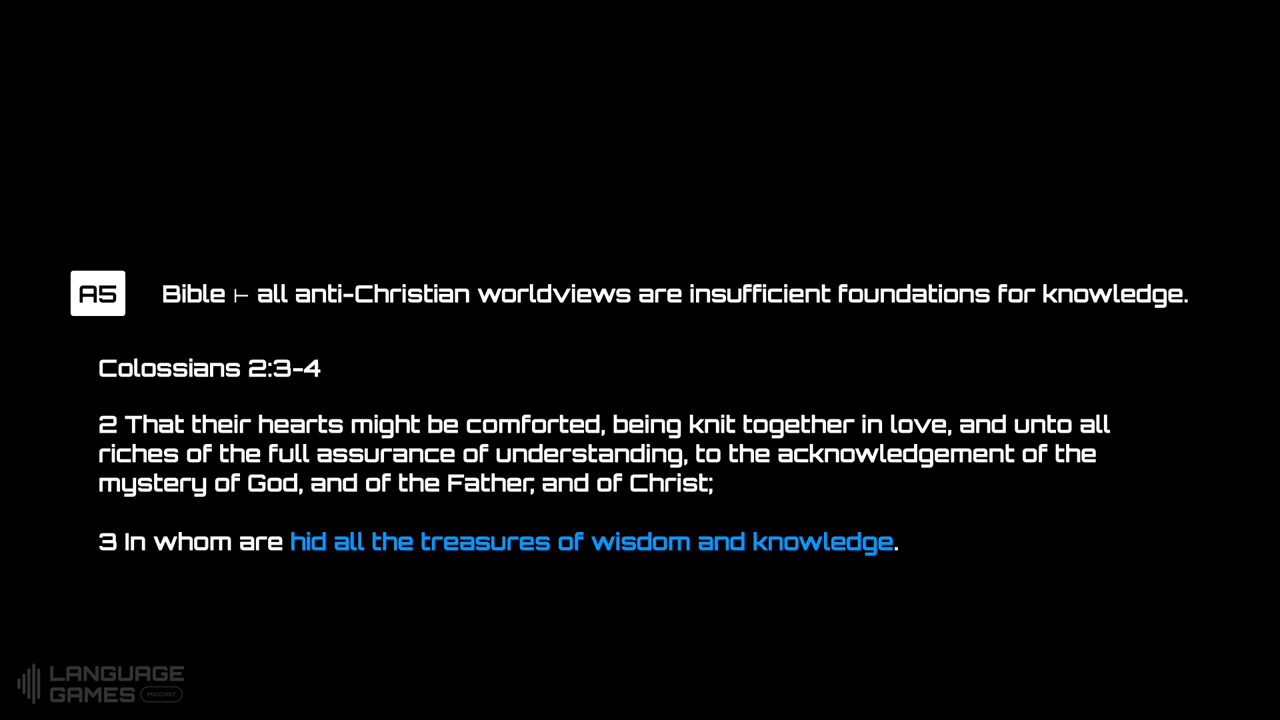 A5 Bible ⊢ all anti-Christian worldviews are insufficient foundations for knowledge.
Colossians 2:3-4
2 That their hearts might be comforted, being knit together in love, and unto all
riches of the full assurance of understanding, to the acknowledgement of the
mystery of God, and of the Father, and of Christ;
3 In whom are hid all the treasures of wisdom and knowledge.
LANGUAGE
GAMES PODCAST